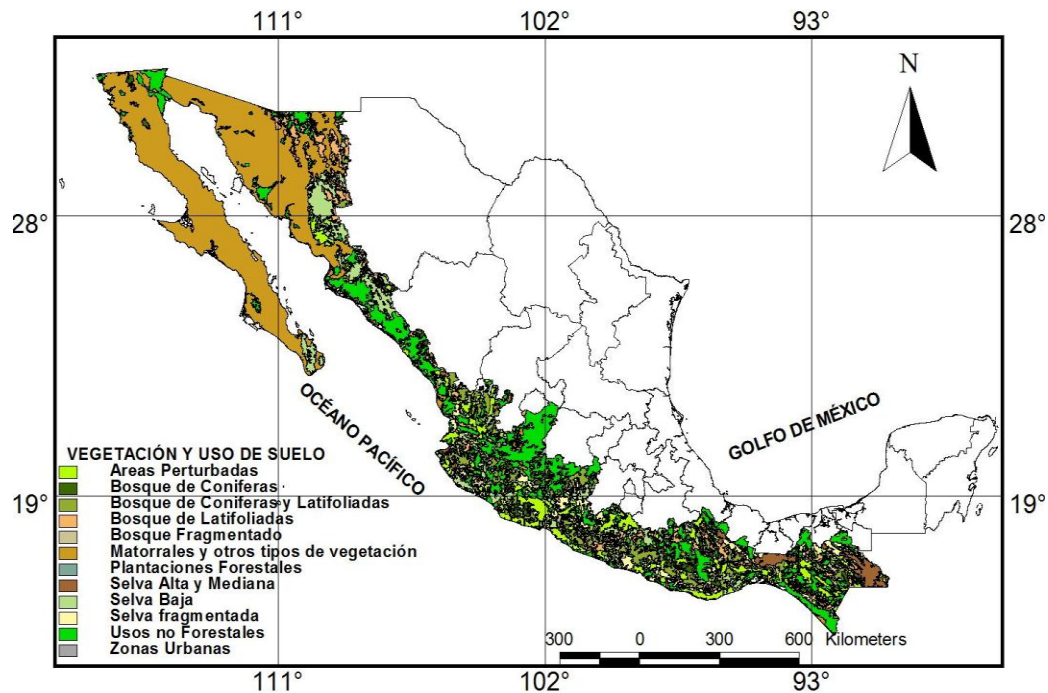 111° 102° 93°
N
28° 28°
OCÉANO PACÍFICO
GOLFO DE MÉXICO
VEGETACIÓN Y USO DE SUELO
Areas Perturbadas
Bosque de Coniferas
Bosque de Coniferas y Latifoliadas
Bosque de Latifoliadas
Bosque Fragmentado
Matorrales y otros tipos de vegetación
Plantaciones Forestales
Selva Alta y Mediana
Selva Baja
Selva fragmentada
Usos no Forestales
Zonas Urbanas
19° 19°
300 0 300 600 Kilometers
111° 102° 93°